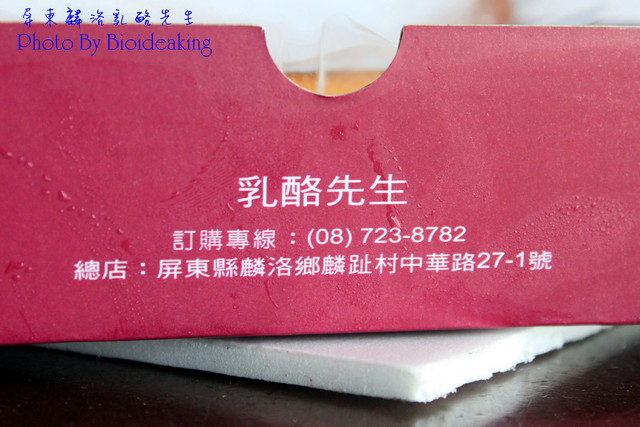 屏東麟洛乳酪先生
Photo By Bioideaking
乳酪先生
訂購專線：(08) 723-8782
總店：屏東縣麟洛鄉麟趾村中華路27-1號